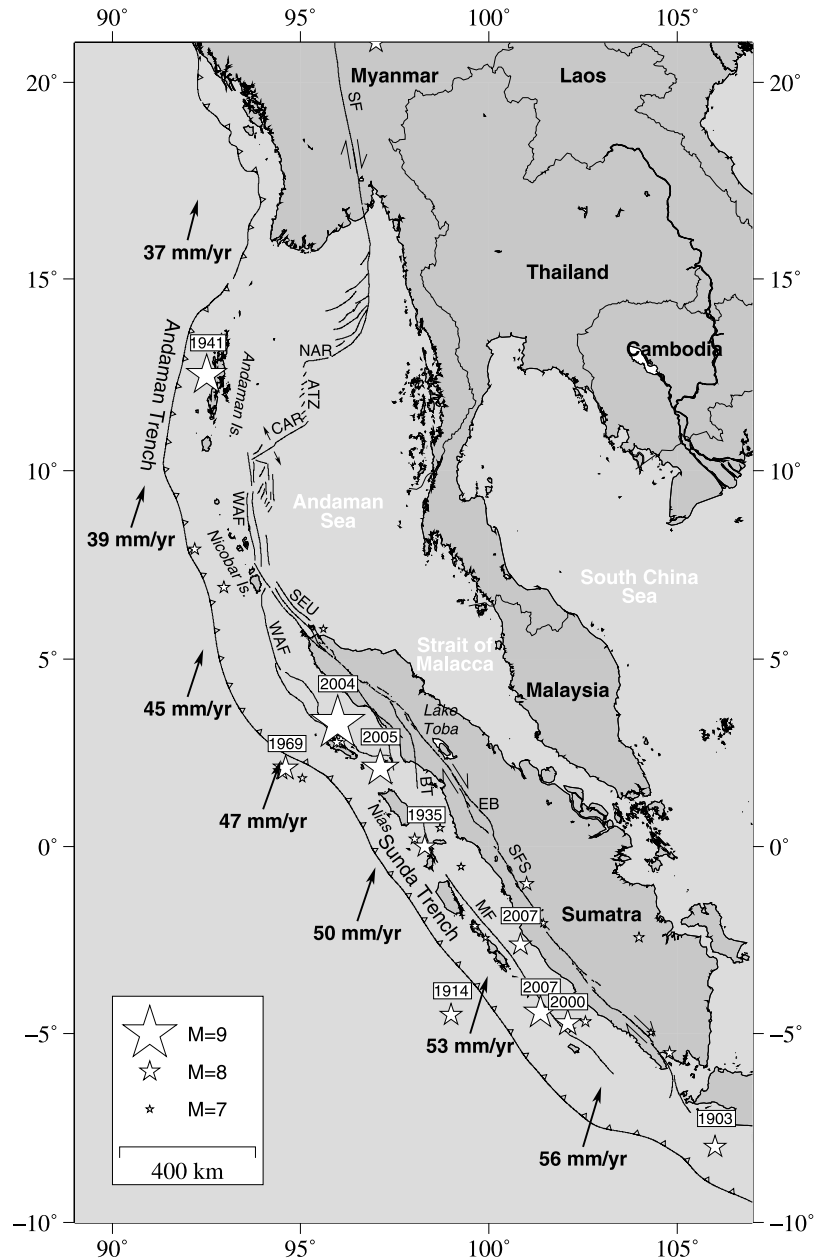 90°
95°
100°
105°
20°
15°
10°
5°
0°
−5°
−10°
20°
15°
10°
5°
0°
−5°
−10°
Myanmar
Laos
SF
37 mm/yr
Thailand
Andaman Trench
1941
Andaman Is.
NAR
ATZ
CAR
Cambodia
WAF
Andaman
Sea
39 mm/yr
Nicobar Is.
South China
Sea
SEU
WAF
Strait of
Malacca
45 mm/yr
2004
Malaysia
Lake
Toba
1969
2005
47 mm/yr
BT
EB
1935
Nias
Sunda Trench
SFS
50 mm/yr
MF
2007
Sumatra
1914
2007
2000
53 mm/yr
56 mm/yr
1903
M=9
M=8
M=7
400 km
90°
95°
100°
105°